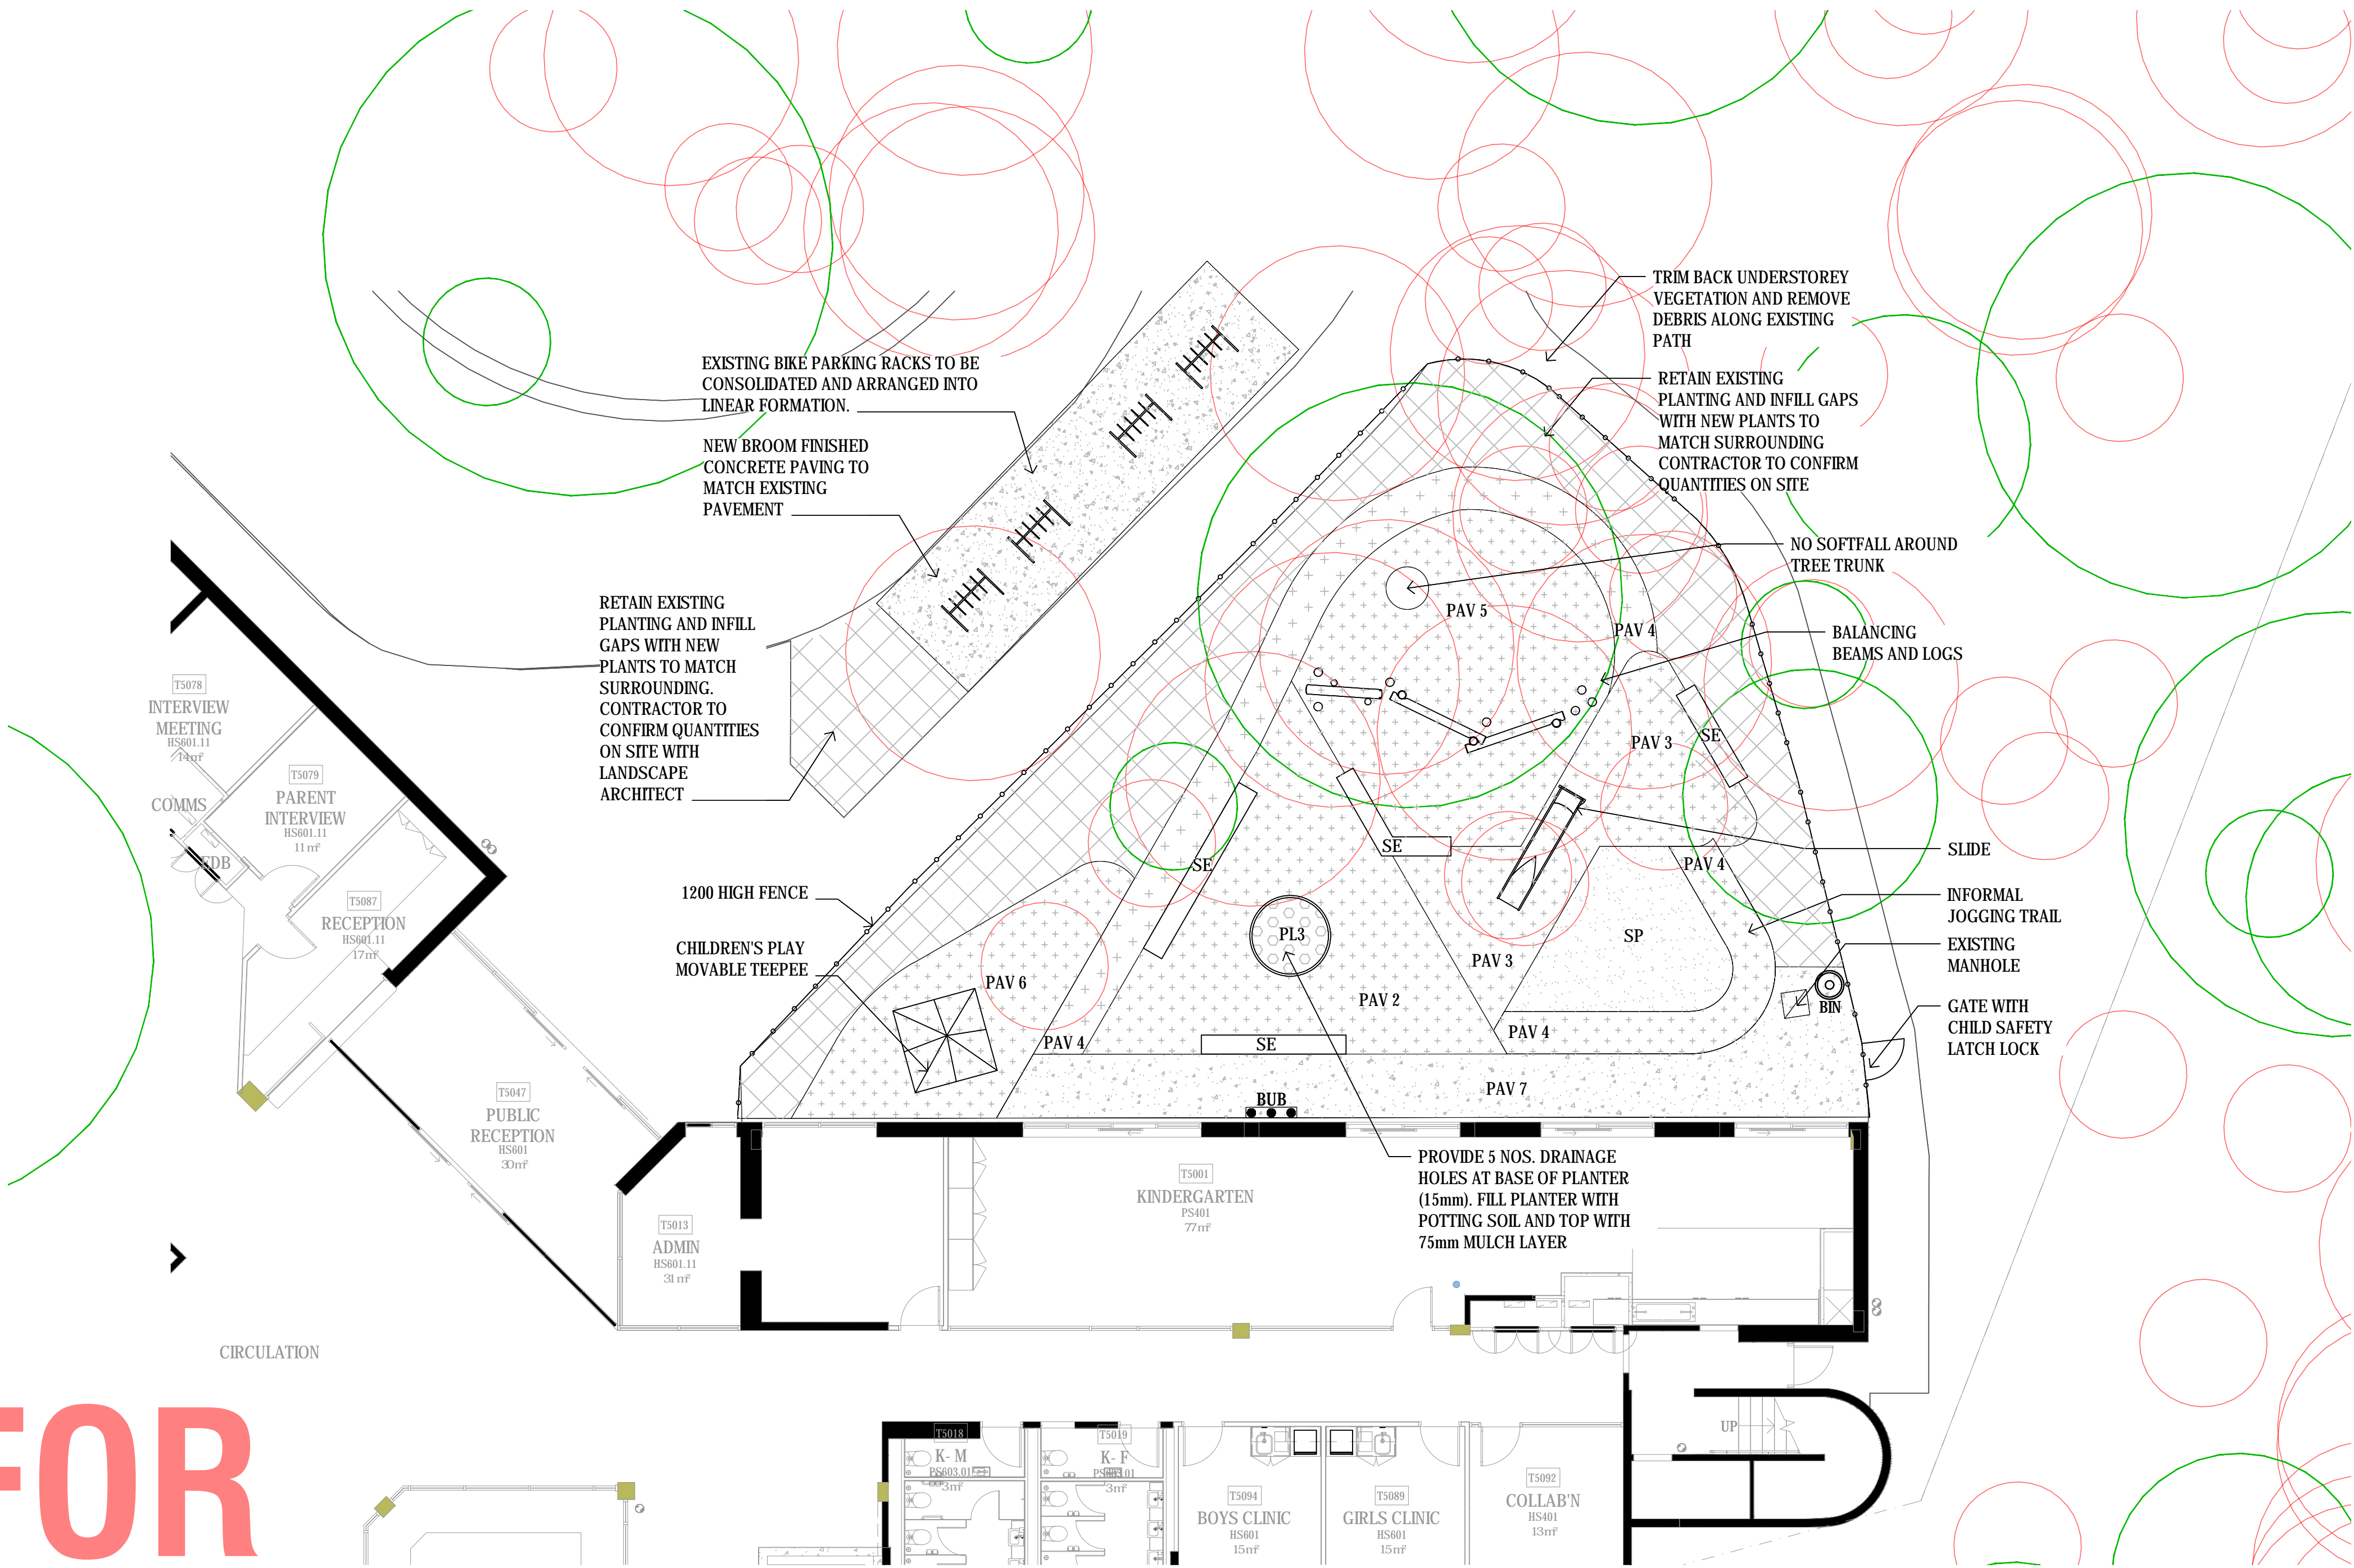 TRIM BACK UNDERSTOREY
VEGETATION AND REMOVE
DEBRIS ALONG EXISTING
PATH
EXISTING BIKE PARKING RACKS TO BE
CONSOLIDATED AND ARRANGED INTO
LINEAR FORMATION.
RETAIN EXISTING
PLANTING AND INFILL GAPS
WITH NEW PLANTS TO
MATCH SURROUNDING
CONTRACTOR TO CONFIRM
QUANTITIES ON SITE
NEW BROOM FINISHED
CONCRETE PAVING TO
MATCH EXISTING
PAVEMENT
NO SOFTFALL AROUND
TREE TRUNK
RETAIN EXISTING
PLANTING AND INFILL
GAPS WITH NEW
PLANTS TO MATCH
SURROUNDING.
CONTRACTOR TO
CONFIRM QUANTITIES
ON SITE WITH
LANDSCAPE
ARCHITECT
PAV 5
PAV 4
BALANCING
BEAMS AND LOGS
T5078
INTERVIEW
MEETING
HS601.11
14m²
PAV 3
SE
T5079
PARENT
INTERVIEW
HS601.11
11m²
COMMS
EDB
SE
SE
PAV 4
SLIDE
1200 HIGH FENCE
INFORMAL
JOGGING TRAIL
T5087
RECEPTION
HS601.11
17m²
CHILDREN'S PLAY
MOVABLE TEEPEE
PL3
SP
EXISTING
MANHOLE
PAV 6
PAV 3
PAV 2
BIN
GATE WITH
CHILD SAFETY
LATCH LOCK
PAV 4
SE
PAV 4
PAV 7
BUB
T5047
PUBLIC
RECEPTION
HS601
30m²
PROVIDE 5 NOS. DRAINAGE
HOLES AT BASE OF PLANTER
(15mm). FILL PLANTER WITH
POTTING SOIL AND TOP WITH
75mm MULCH LAYER
T5001
KINDERGARTEN
PS401
77m²
T5013
ADMIN
HS601.11
31m²
CIRCULATION
FOR
UP
T5018
K- M
PS603.01
3m²
T5019
K- F
3m²
T5094
BOYS CLINIC
HS601
15m²
T5089
GIRLS CLINIC
HS601
15m²
T5092
COLLAB'N
HS401
13m²